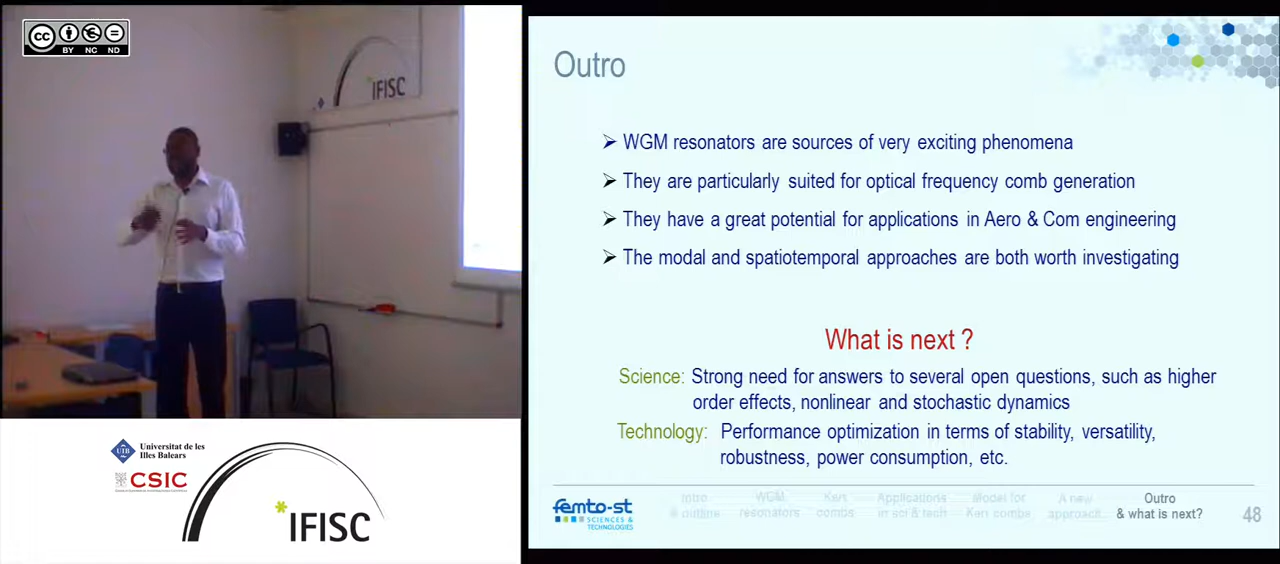 cc
BY NC ND
IFISC
Universitat de les
Illes Balears
UIB
CSIC
IFISC
Outro
WGM resonators are sources of very exciting phenomena
They are particularly suited for optical frequency comb generation
They have a great potential for applications in Aero & Com engineering
The modal and spatiotemporal approaches are both worth investigating
What is next ?
Science: Strong need for answers to several open questions, such as higher
order effects, nonlinear and stochastic dynamics
Technology: Performance optimization in terms of stability, versatility,
robustness, power consumption, etc.
femto-st
SCIENCES &
TECHNOLOGIES
Intro
& outline
WGM
resonators
Kerr
combs
Applications
in sci & tech
Model for
Kerr combs
A new
approach
Outro
& what is next?
48